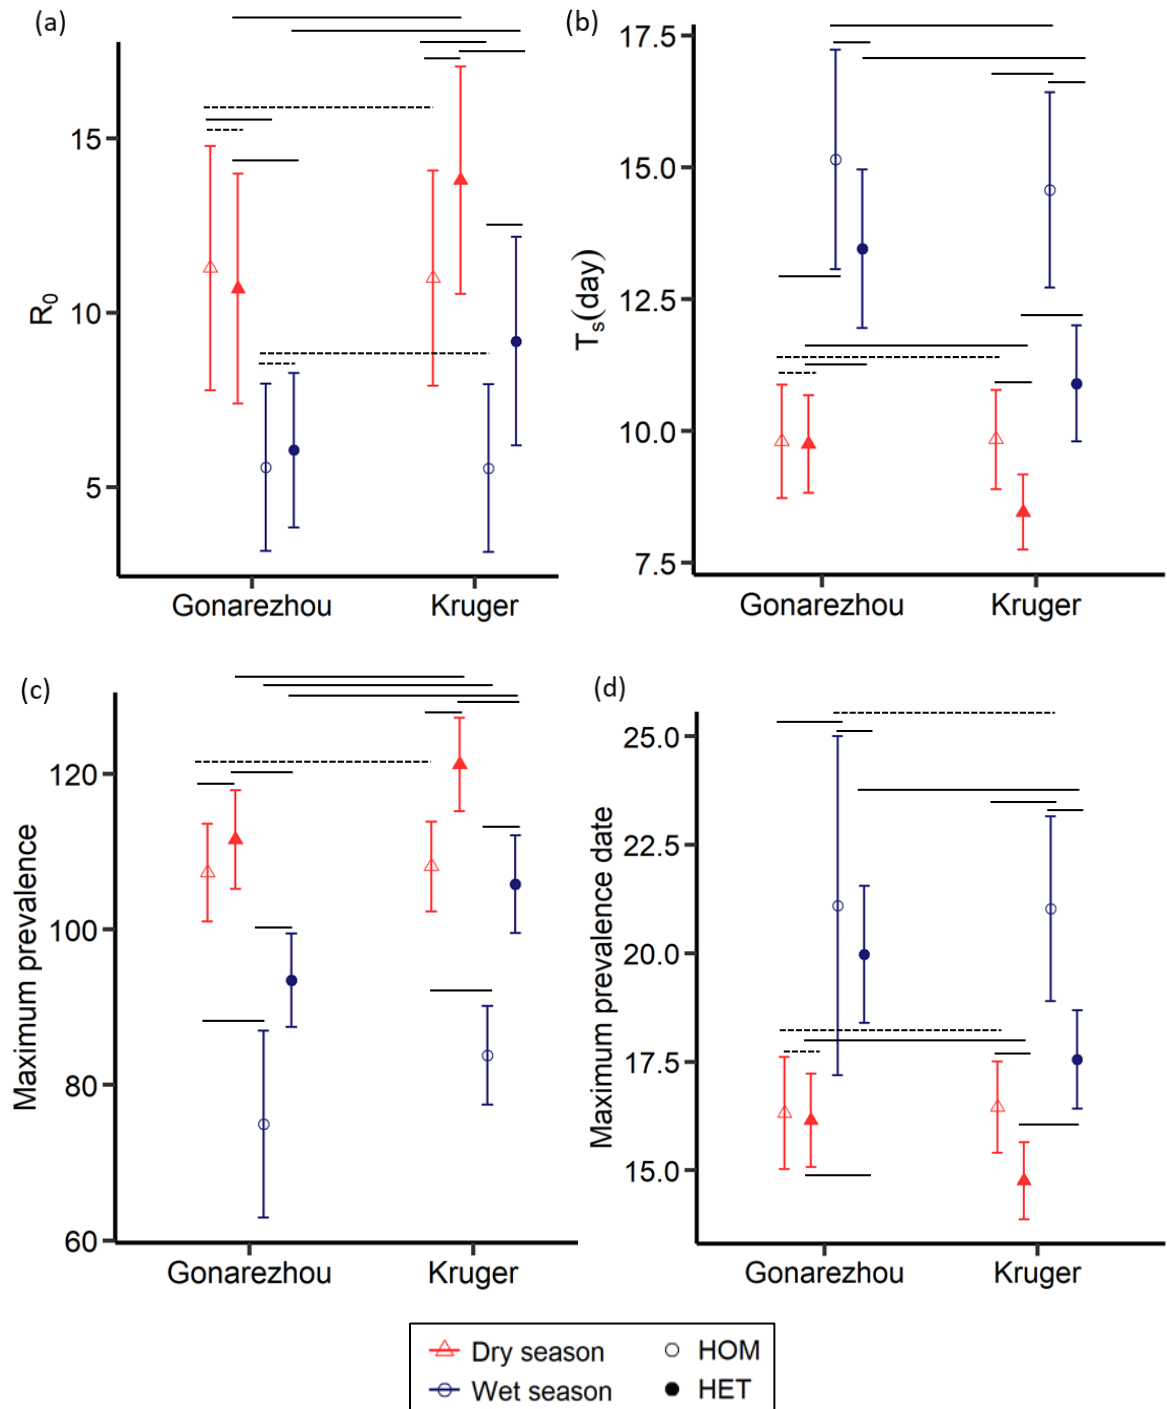 (a)
15
10
5
R0
Gonarezhou
Kruger
(b)
17.5
15.0
12.5
10.0
7.5
Ts(day)
Gonarezhou
Kruger
(c)
120
100
80
60
Maximum prevalence
Gonarezhou
Kruger
(d)
25.0
22.5
20.0
17.5
15.0
Maximum prevalence date
Gonarezhou
Kruger
Dry season
HOM
Wet season
HET